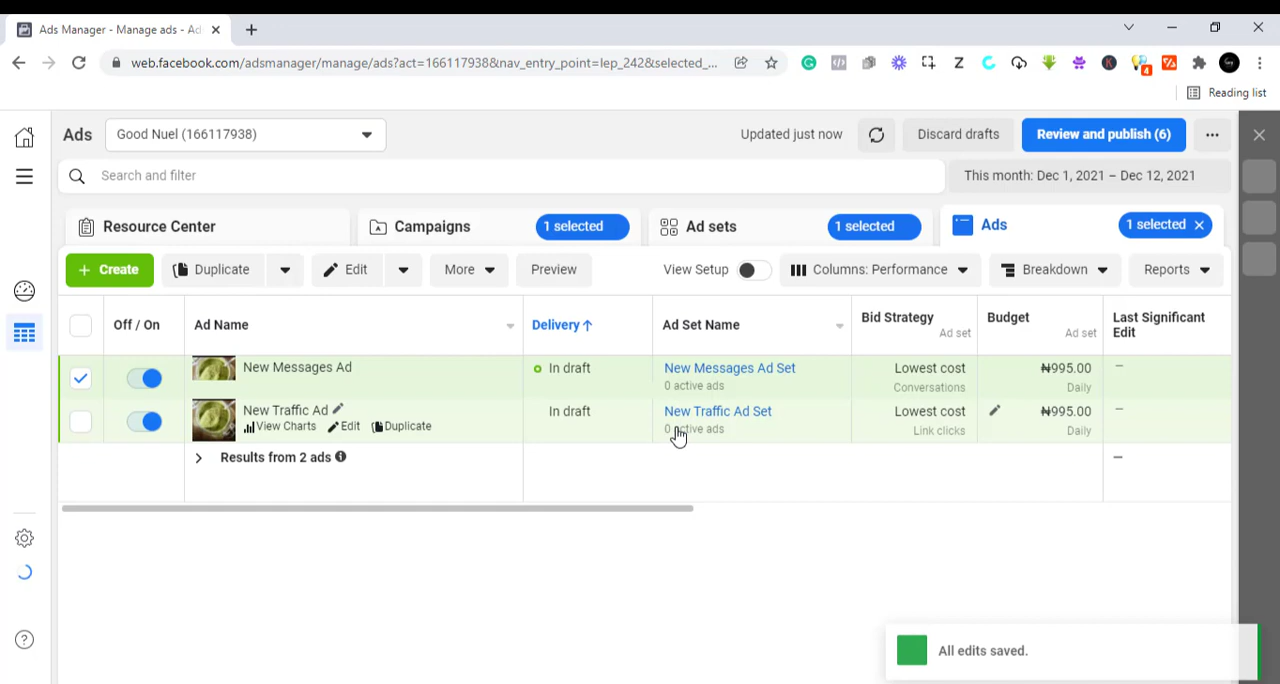 Ads Manager - Manage ads - Ad
web.facebook.com/adsmanager/manage/ads?act=166117938&nav_entry_point=lep_242&selected_...
4
Reading list
Ads
Good Nuel (166117938)
Updated just now
Discard drafts
Review and publish (6)
Search and filter
This month: Dec 1, 2021 – Dec 12, 2021
Resource Center
Campaigns
1 selected
Ad sets
1 selected
Ads
1 selected
+ Create
Duplicate
Edit
More
Preview
View Setup
Columns: Performance
Breakdown
Reports
Off / On
Ad Name
Delivery↑
Ad Set Name
Bid Strategy
Ad set
Budget
Ad set
Last Significant
Edit
New Messages Ad
In draft
New Messages Ad Set
0 active ads
Lowest cost
Conversations
₦995.00
Daily
–
New Traffic Ad
View Charts
Edit
Duplicate
In draft
New Traffic Ad Set
0 active ads
Lowest cost
Link clicks
₦995.00
Daily
–
Results from 2 ads
–
All edits saved.